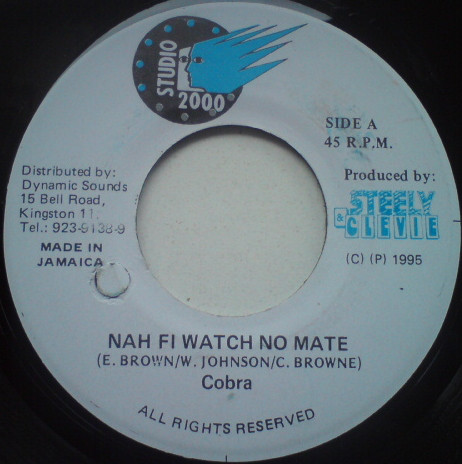 STUDIO
2000
SIDE A
45 R.P.M.
Distributed by:
Dynamic Sounds
15 Bell Road,
Kingston 11.
Tel.: 923-9138-9
MADE IN
JAMAICA
Produced by:
STEELY
& CLEVIE
(C) (P) 1995
NAH FI WATCH NO MATE
(E. BROWN/W. JOHNSON/C. BROWNE)
Cobra
ALL RIGHTS RESERVED